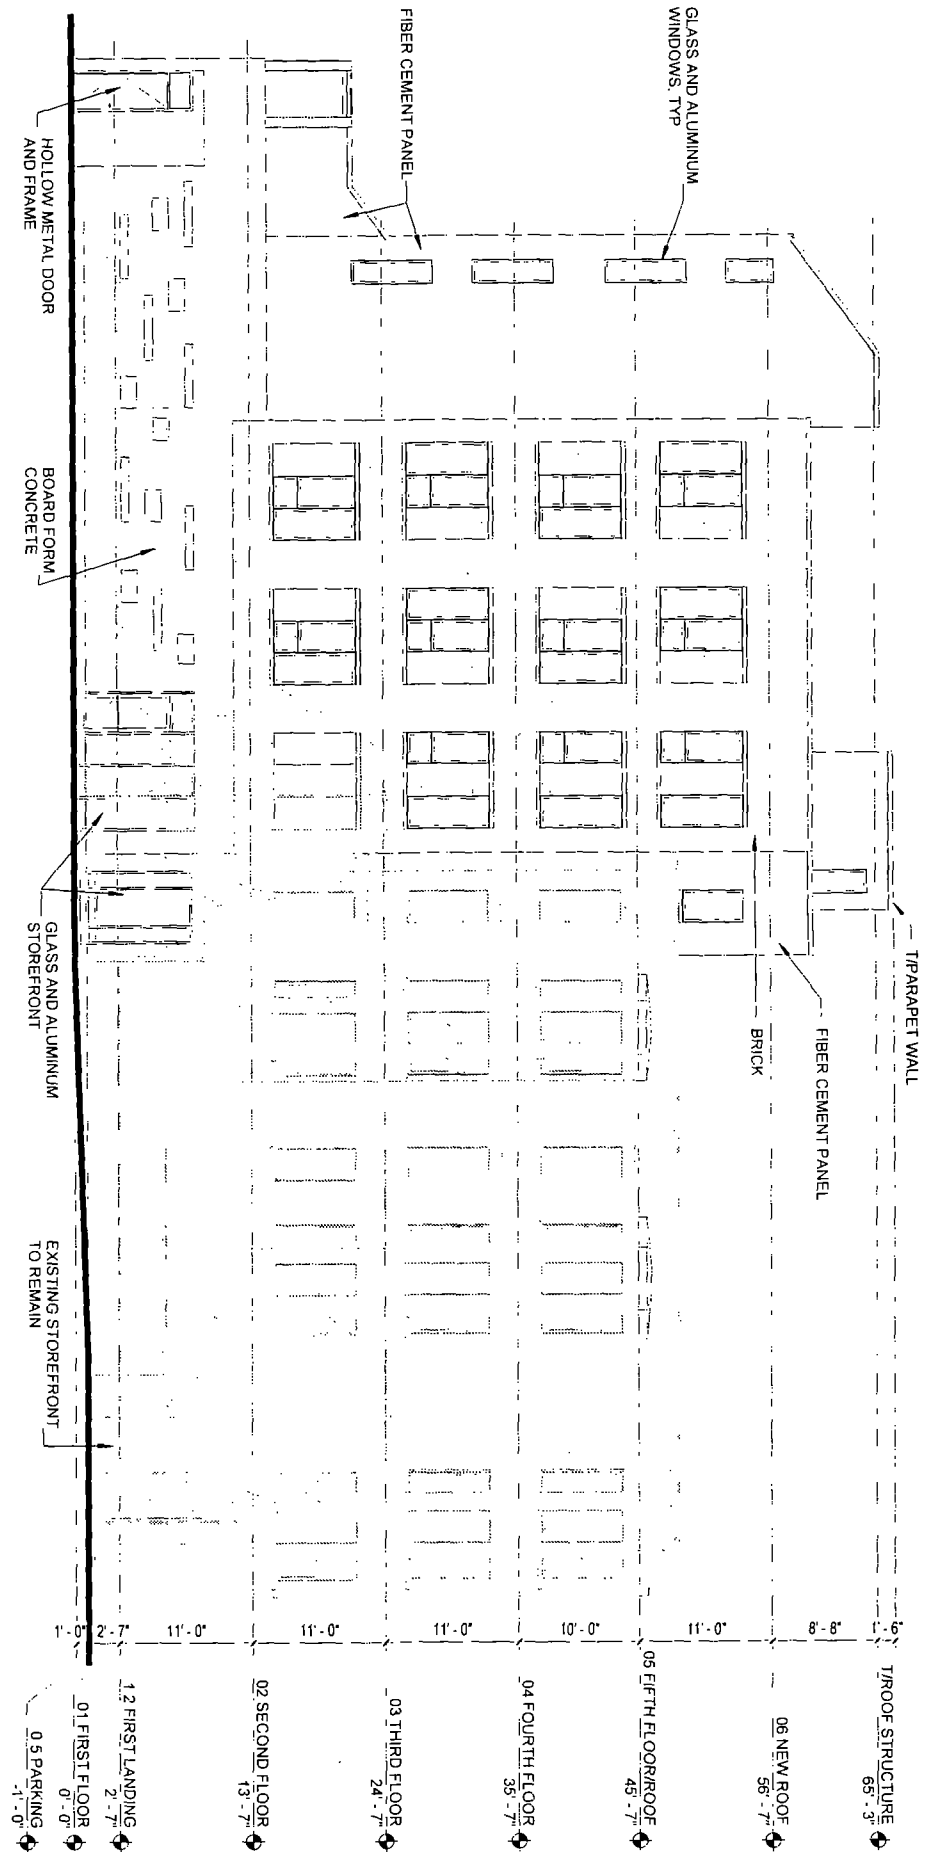 GLASS AND ALUMINUM
WINDOWS, TYP
FIBER CEMENT PANEL
HOLLOW METAL DOOR
AND FRAME
BOARD FORM
CONCRETE
GLASS AND ALUMINUM
STOREFRONT
EXISTING STOREFRONT
TO REMAIN
T/PARAPET WALL
FIBER CEMENT PANEL
BRICK
1'-6"
8'-8"
11'-0"
10'-0"
11'-0"
11'-0"
11'-0"
2'-7"
1'-0"
T/ROOF STRUCTURE
65'-3"
06 NEW ROOF
56'-7"
05 FIFTH FLOOR/ROOF
45'-7"
04 FOURTH FLOOR
35'-7"
03 THIRD FLOOR
24'-7"
02 SECOND FLOOR
13'-7"
1.2 FIRST LANDING
2'-7"
01 FIRST FLOOR
0'-0"
0.5 PARKING
-1'-0"